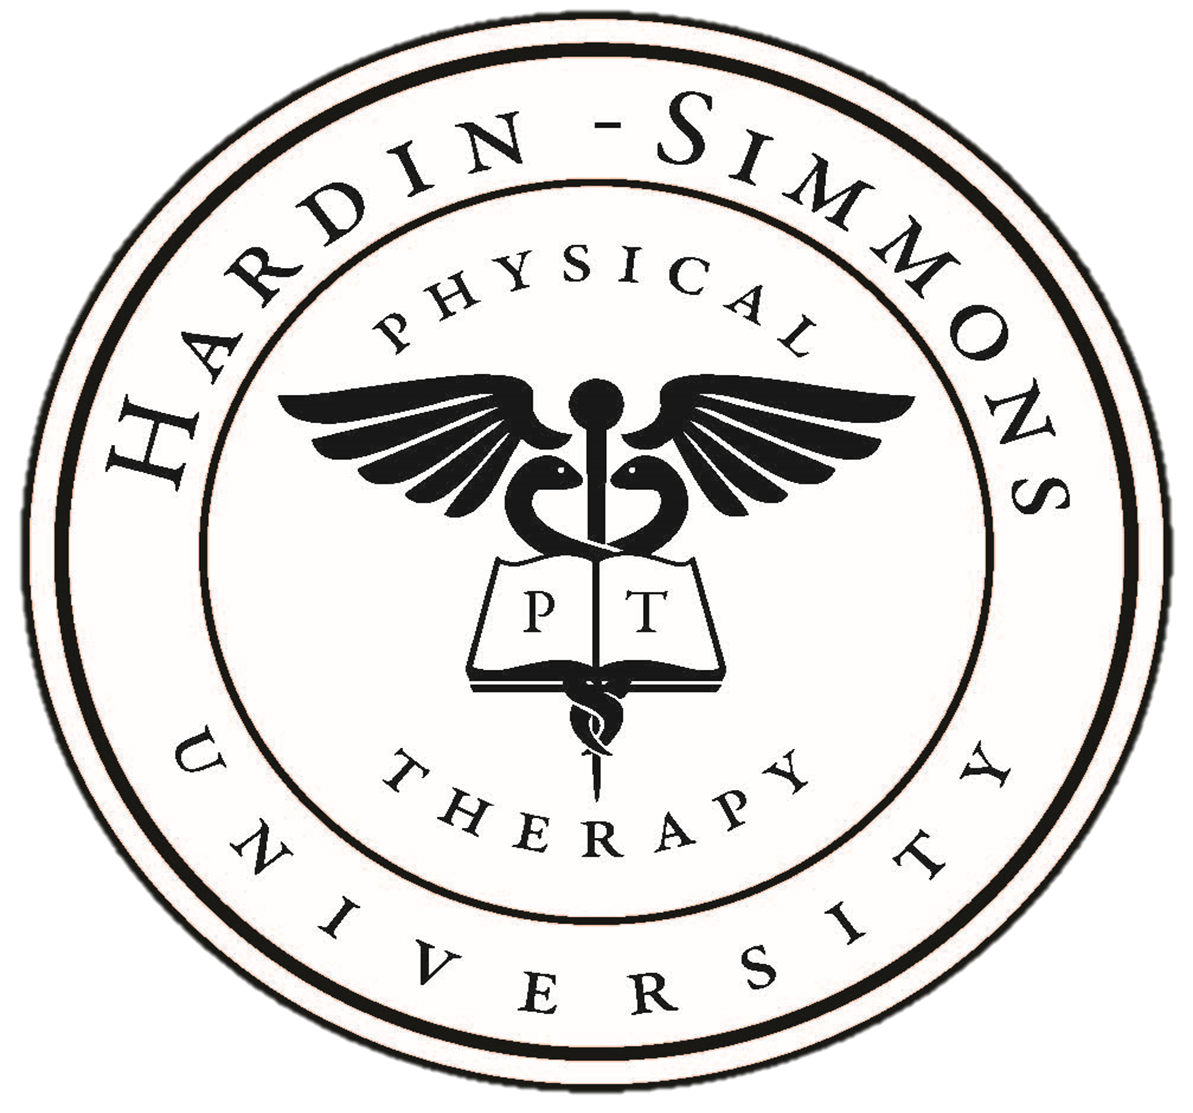 HARDIN -SIMMONS
PHYSICAL
P T
THERAPY
UNIVERSITY